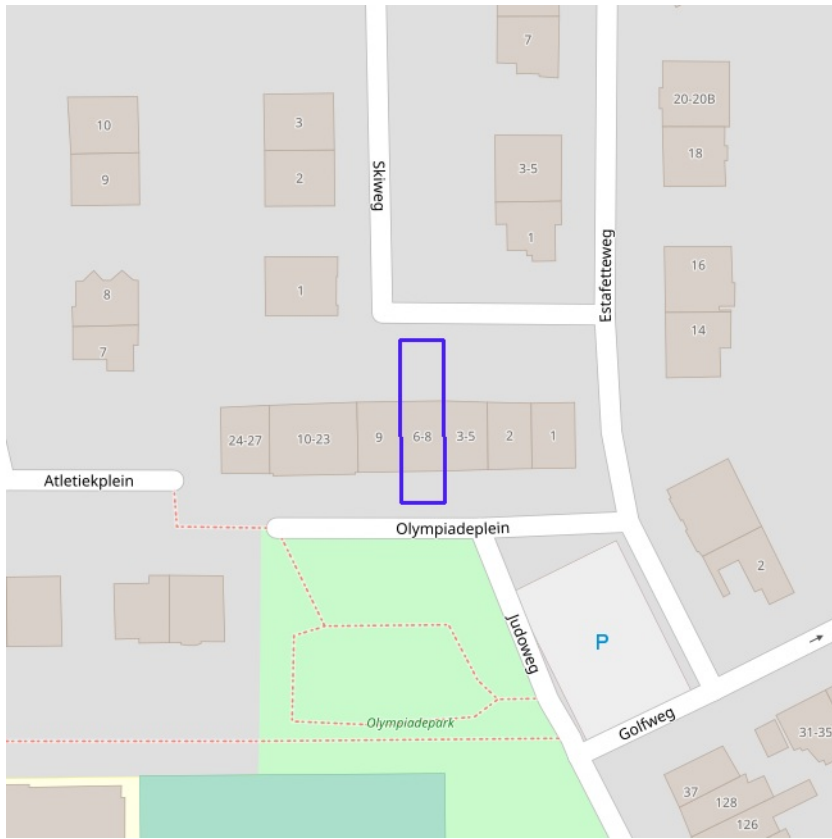 7
20-20B
10
3
18
3-5
9
2
Skiweg
1
16
Estafetteweg
8
1
14
7
24-27
10-23
9
6-8
3-5
2
1
Atletiekplein
Olympiadeplein
2
Judoweg
P
Olympiadepark
Golfweg
31-35
37
128
126